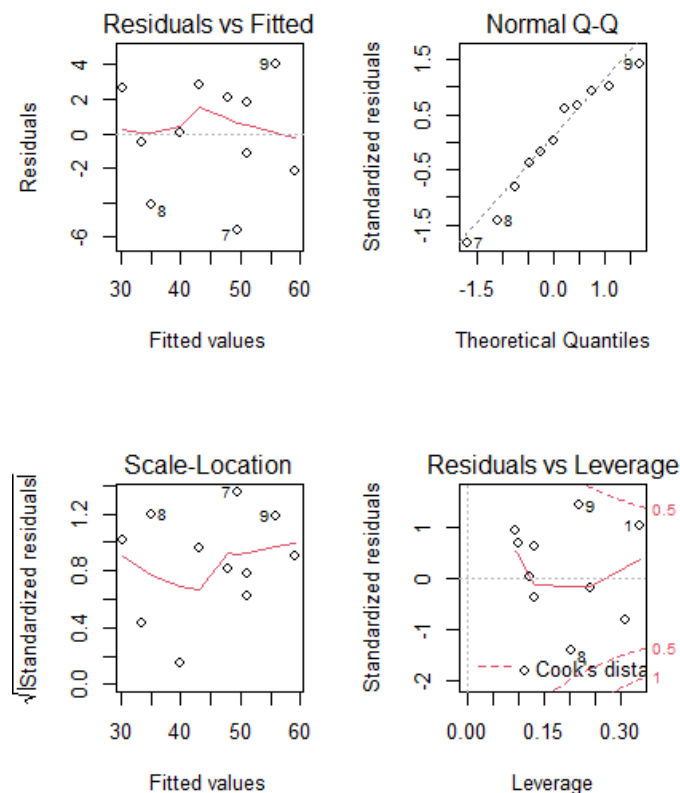 Residuals vs Fitted
Residuals
4
2
0
-2
-6
9
8
7
30 40 50 60
Fitted values
Normal Q-Q
Standardized residuals
1.5
0.5
-0.5
-1.5
9
8
7
-1.5 0.0 1.0
Theoretical Quantiles
Scale-Location
√|Standardized residuals|
1.2
0.8
0.4
0.0
7
8
9
30 40 50 60
Fitted values
Residuals vs Leverage
Standardized residuals
1
0
-1
-2
9
1
8
0.5
0.5
1
Cook's dista
0.00 0.15 0.30
Leverage